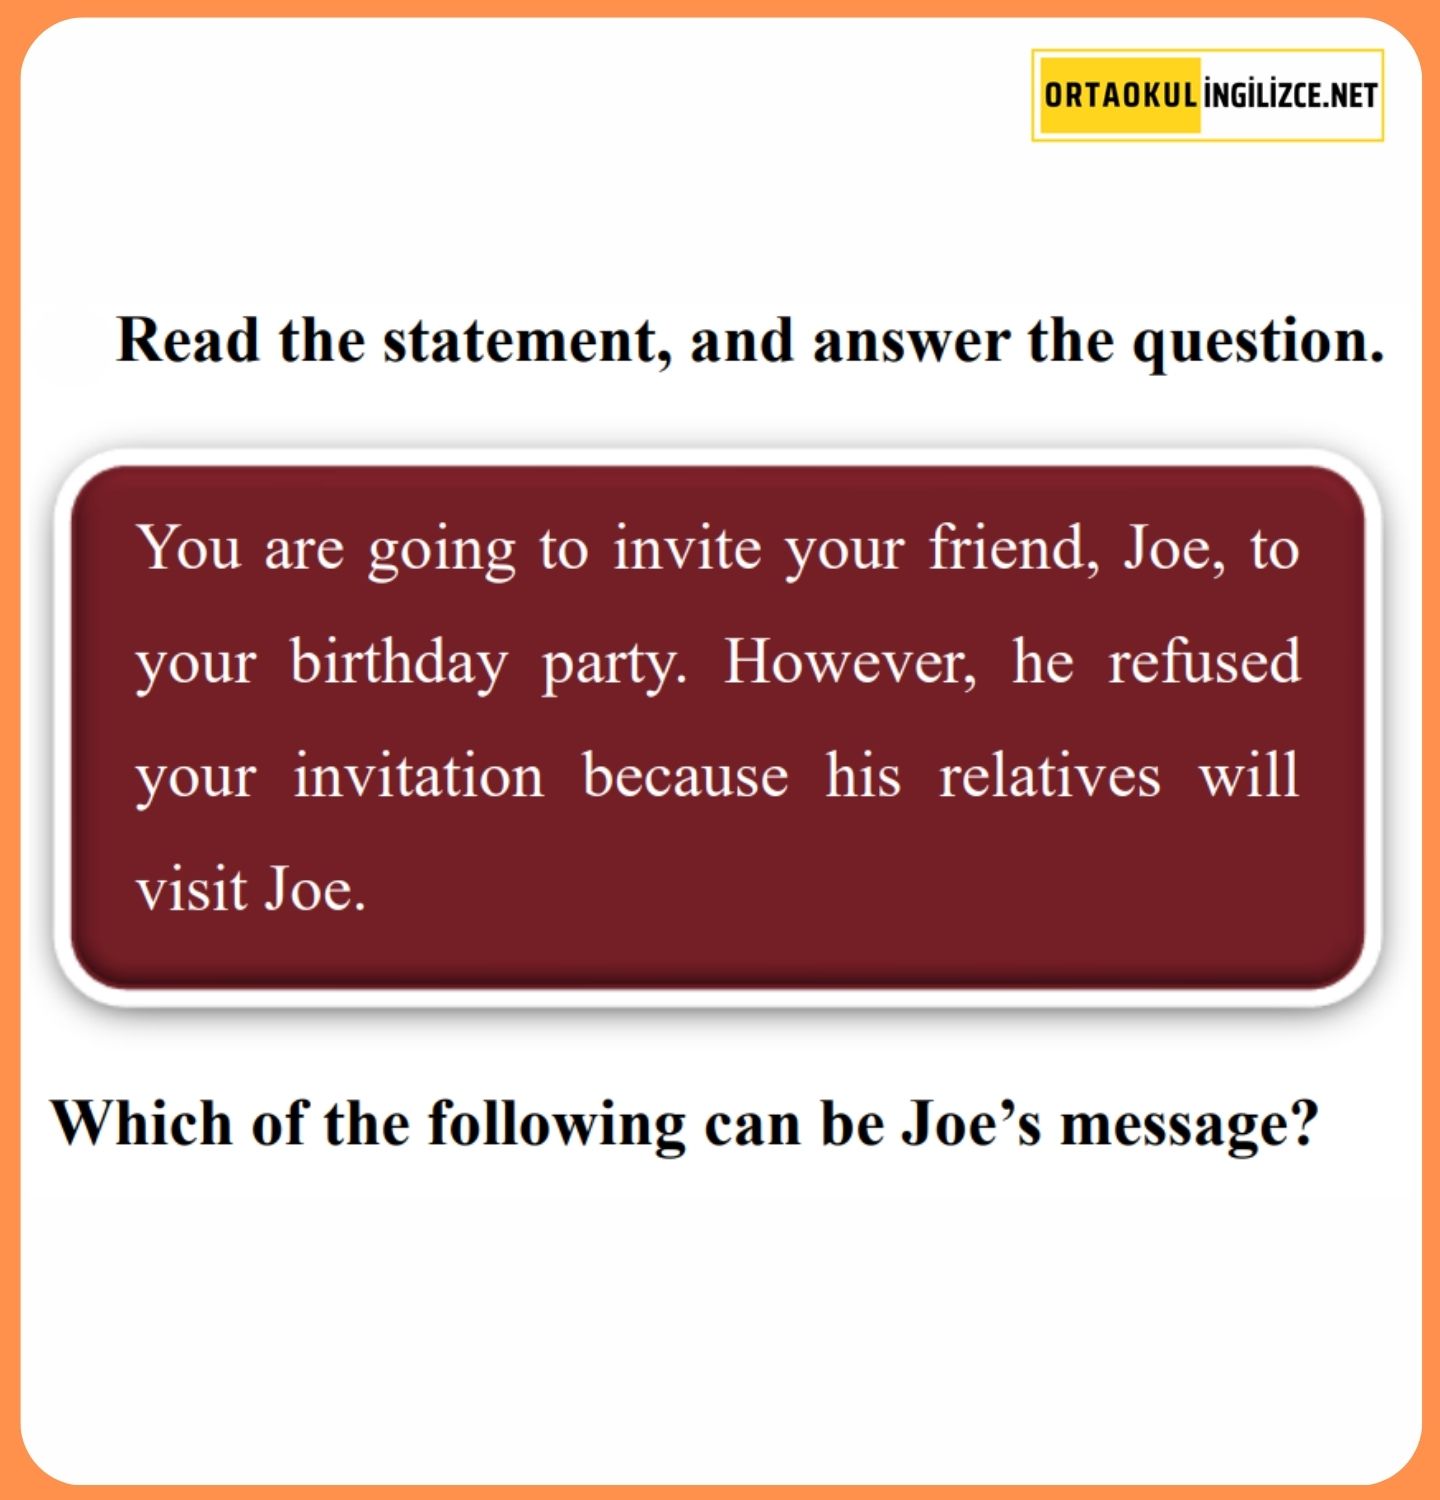 ORTAOKUL İNGİLİZCE.NET
Read the statement, and answer the question.
You are going to invite your friend, Joe, to
your birthday party. However, he refused
your invitation because his relatives will
visit Joe.
Which of the following can be Joe’s message?